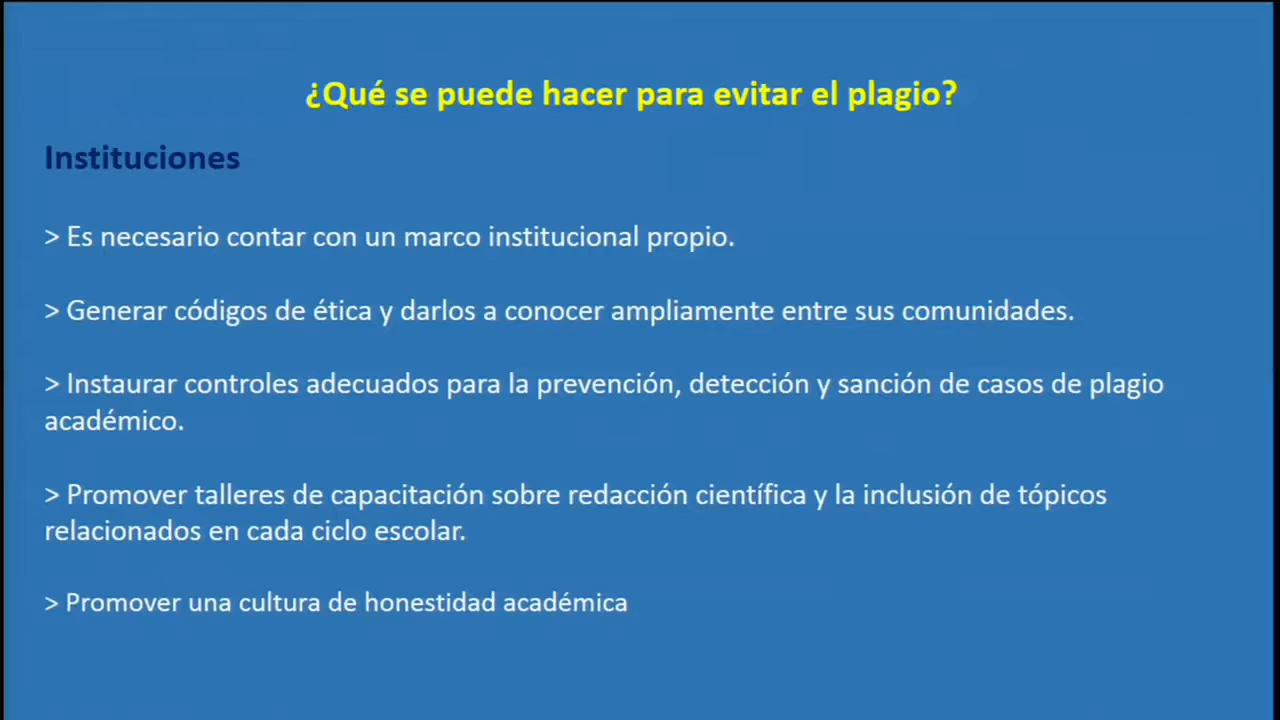 ¿Qué se puede hacer para evitar el plagio?
Instituciones
> Es necesario contar con un marco institucional propio.
> Generar códigos de ética y darlos a conocer ampliamente entre sus comunidades.
> Instaurar controles adecuados para la prevención, detección y sanción de casos de plagio
académico.
> Promover talleres de capacitación sobre redacción científica y la inclusión de tópicos
relacionados en cada ciclo escolar.
> Promover una cultura de honestidad académica